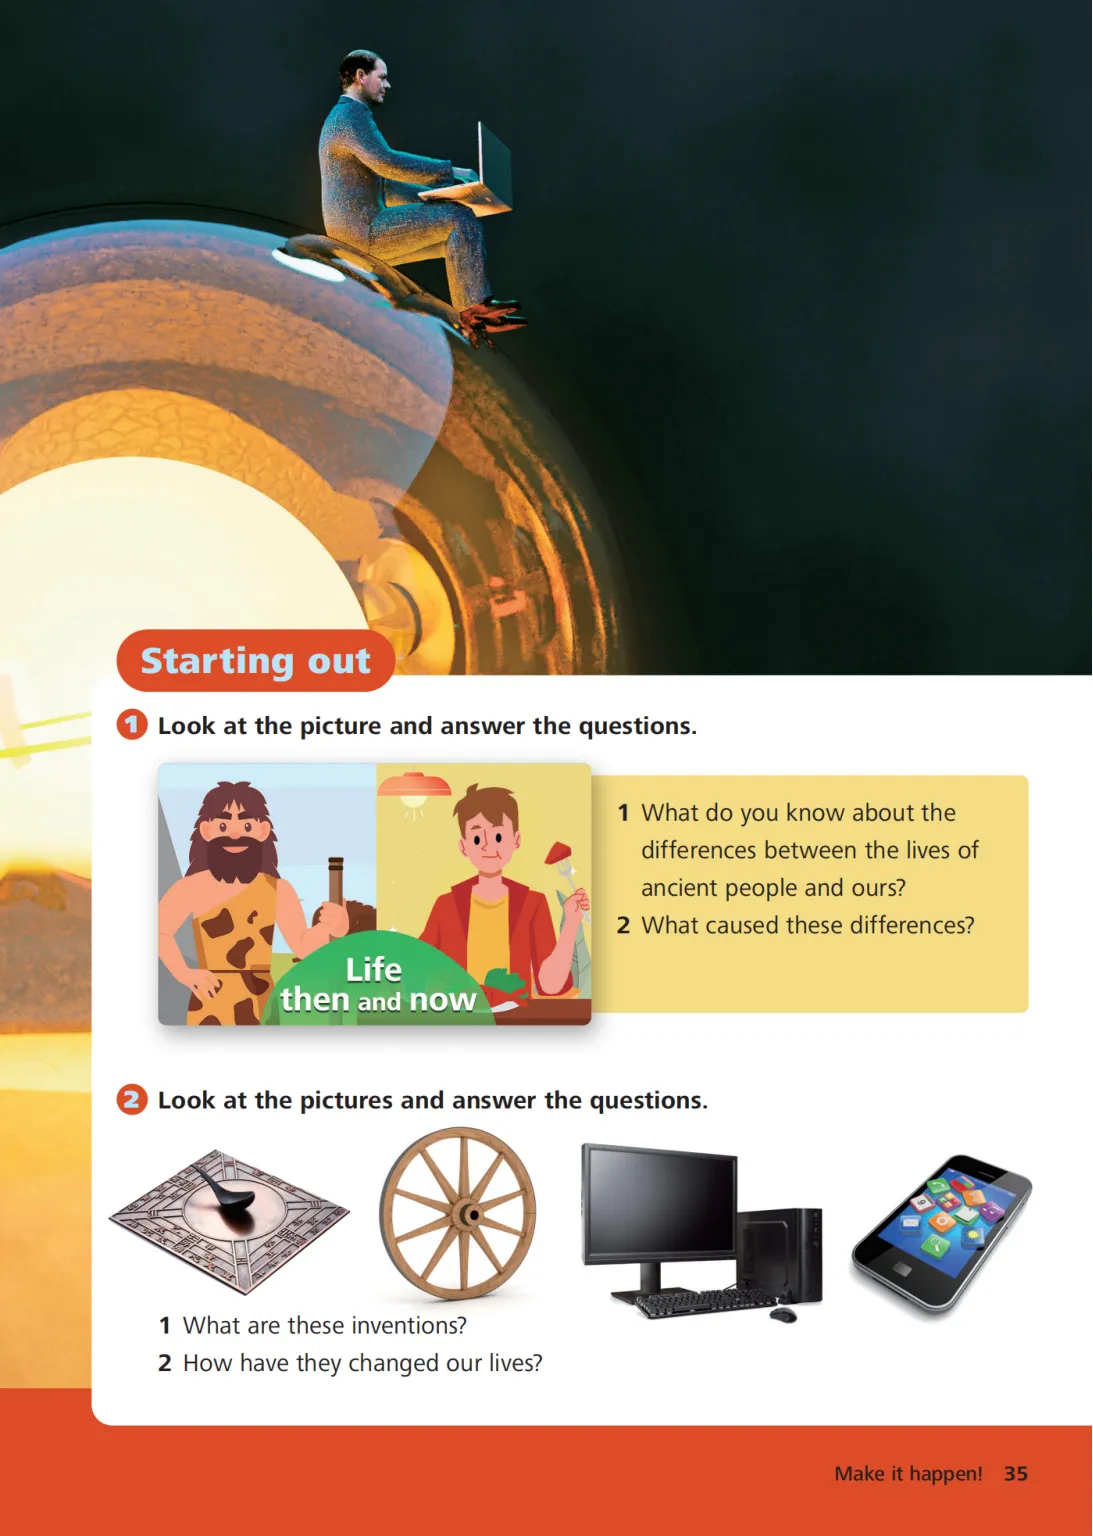 Starting out
1 Look at the picture and answer the questions.
Life
then and now
1 What do you know about the
differences between the lives of
ancient people and ours?
2 What caused these differences?
2 Look at the pictures and answer the questions.
1 What are these inventions?
2 How have they changed our lives?
Make it happen! 35